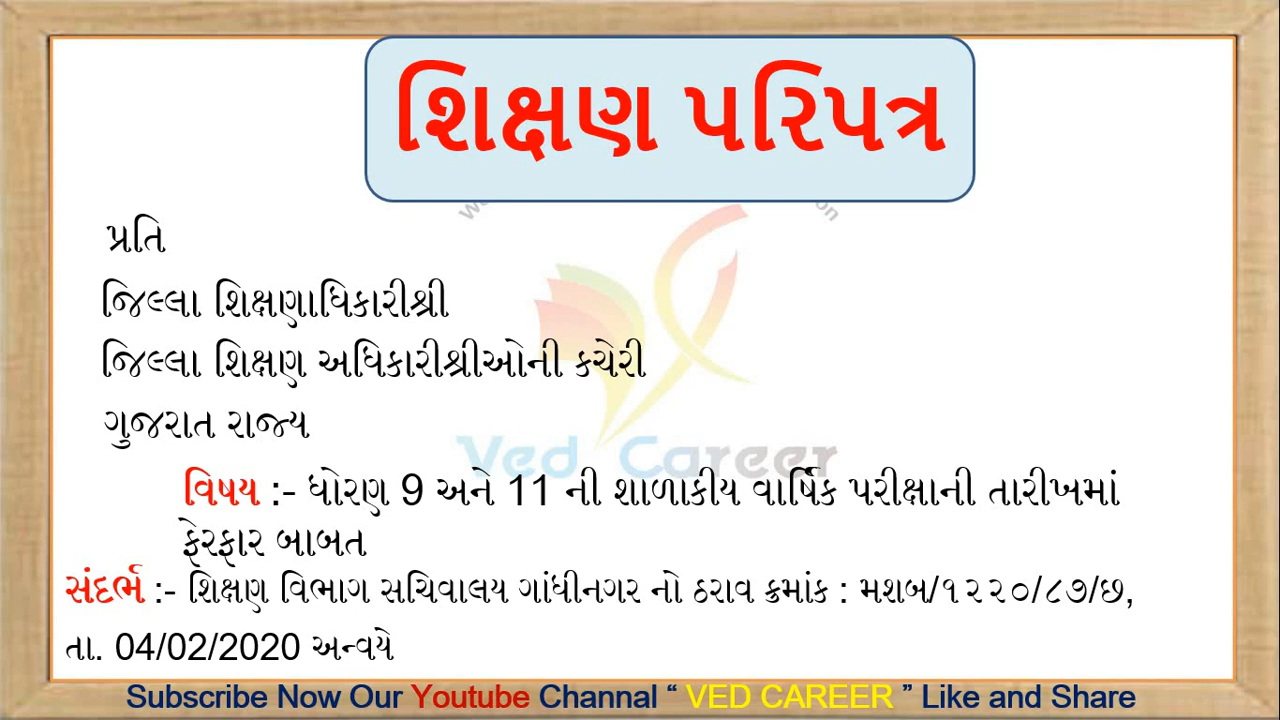 શિક્ષણ પરિપત્ર
પ્રતિ
જિલ્લા શિક્ષણાધિકારીશ્રી
જિલ્લા શિક્ષણ અધિકારીશ્રીઓની કચેરી
ગુજરાત રાજ્ય
Ved Career
વિષય :- ધોરણ 9 અને 11 ની શાળાકીય વાર્ષિક પરીક્ષાની તારીખમાં
ફેરફાર બાબત
સંદર્ભ :- શિક્ષણ વિભાગ સચિવાલય ગાંધીનગર નો ઠરાવ ક્રમાંક : મશબ/૧૨૨૦/૮૭/છ,
તા. 04/02/2020 અન્વયે
Subscribe Now Our Youtube Channal “ VED CAREER ” Like and Share